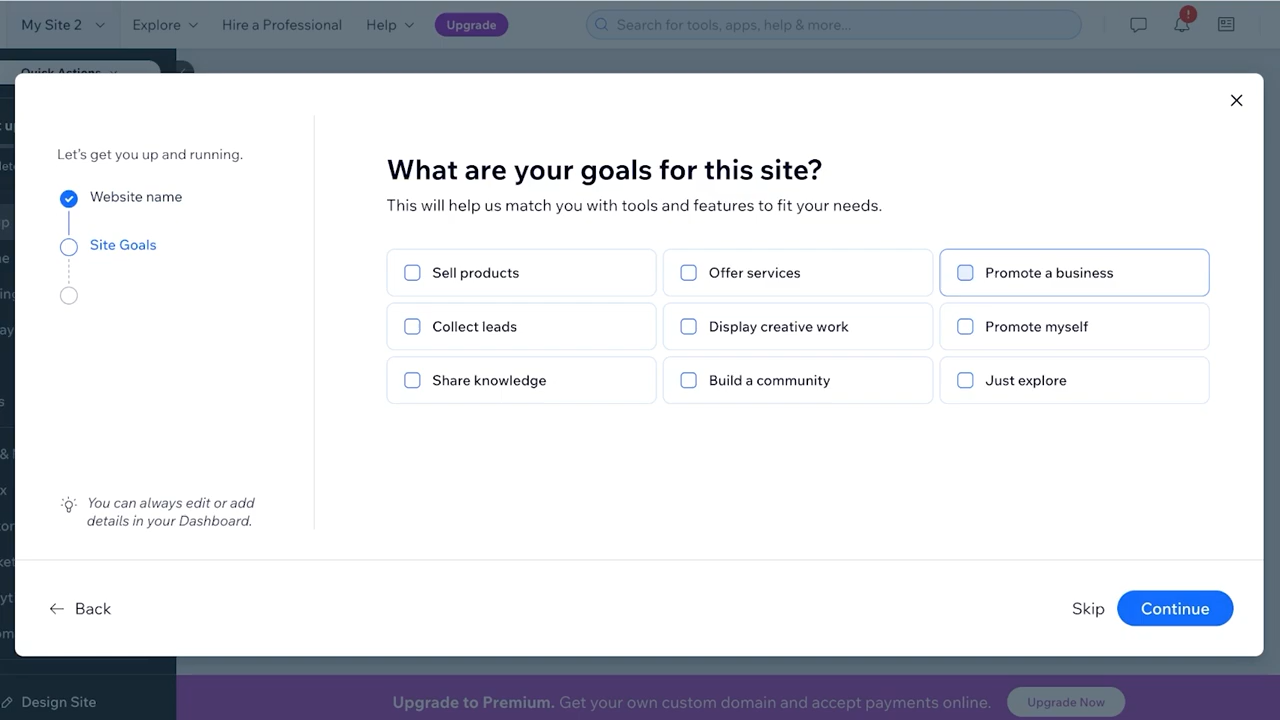 My Site 2
Explore
Hire a Professional
Help
Upgrade
Search for tools, apps, help & more...
!
Quick Actions
Let's get you up and running.
Website name
Site Goals
You can always edit or add
details in your Dashboard.
What are your goals for this site?
This will help us match you with tools and features to fit your needs.
Sell products
Offer services
Promote a business
Collect leads
Display creative work
Promote myself
Share knowledge
Build a community
Just explore
Back
Skip
Continue
Design Site
Upgrade to Premium. Get your own custom domain and accept payments online.
Upgrade Now